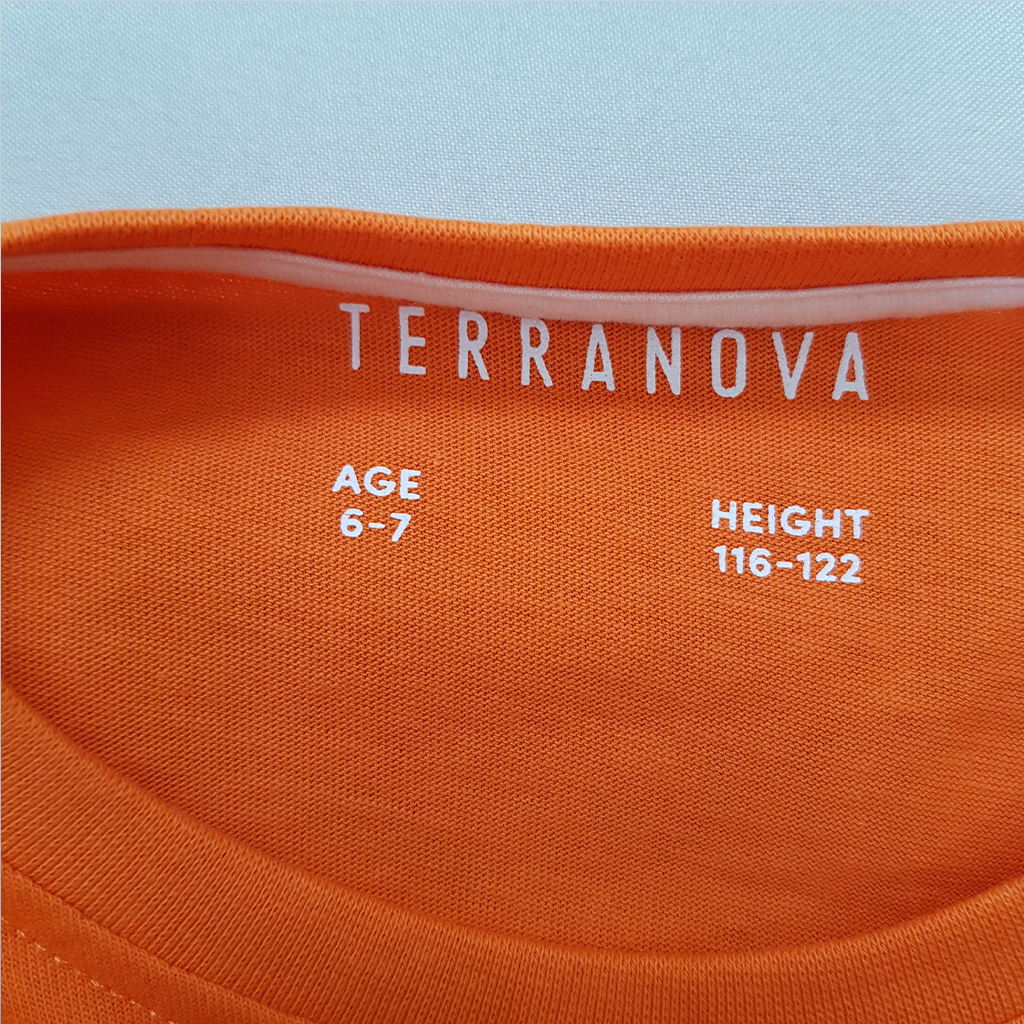 TERRANOVA
AGE
6-7
HEIGHT
116-122